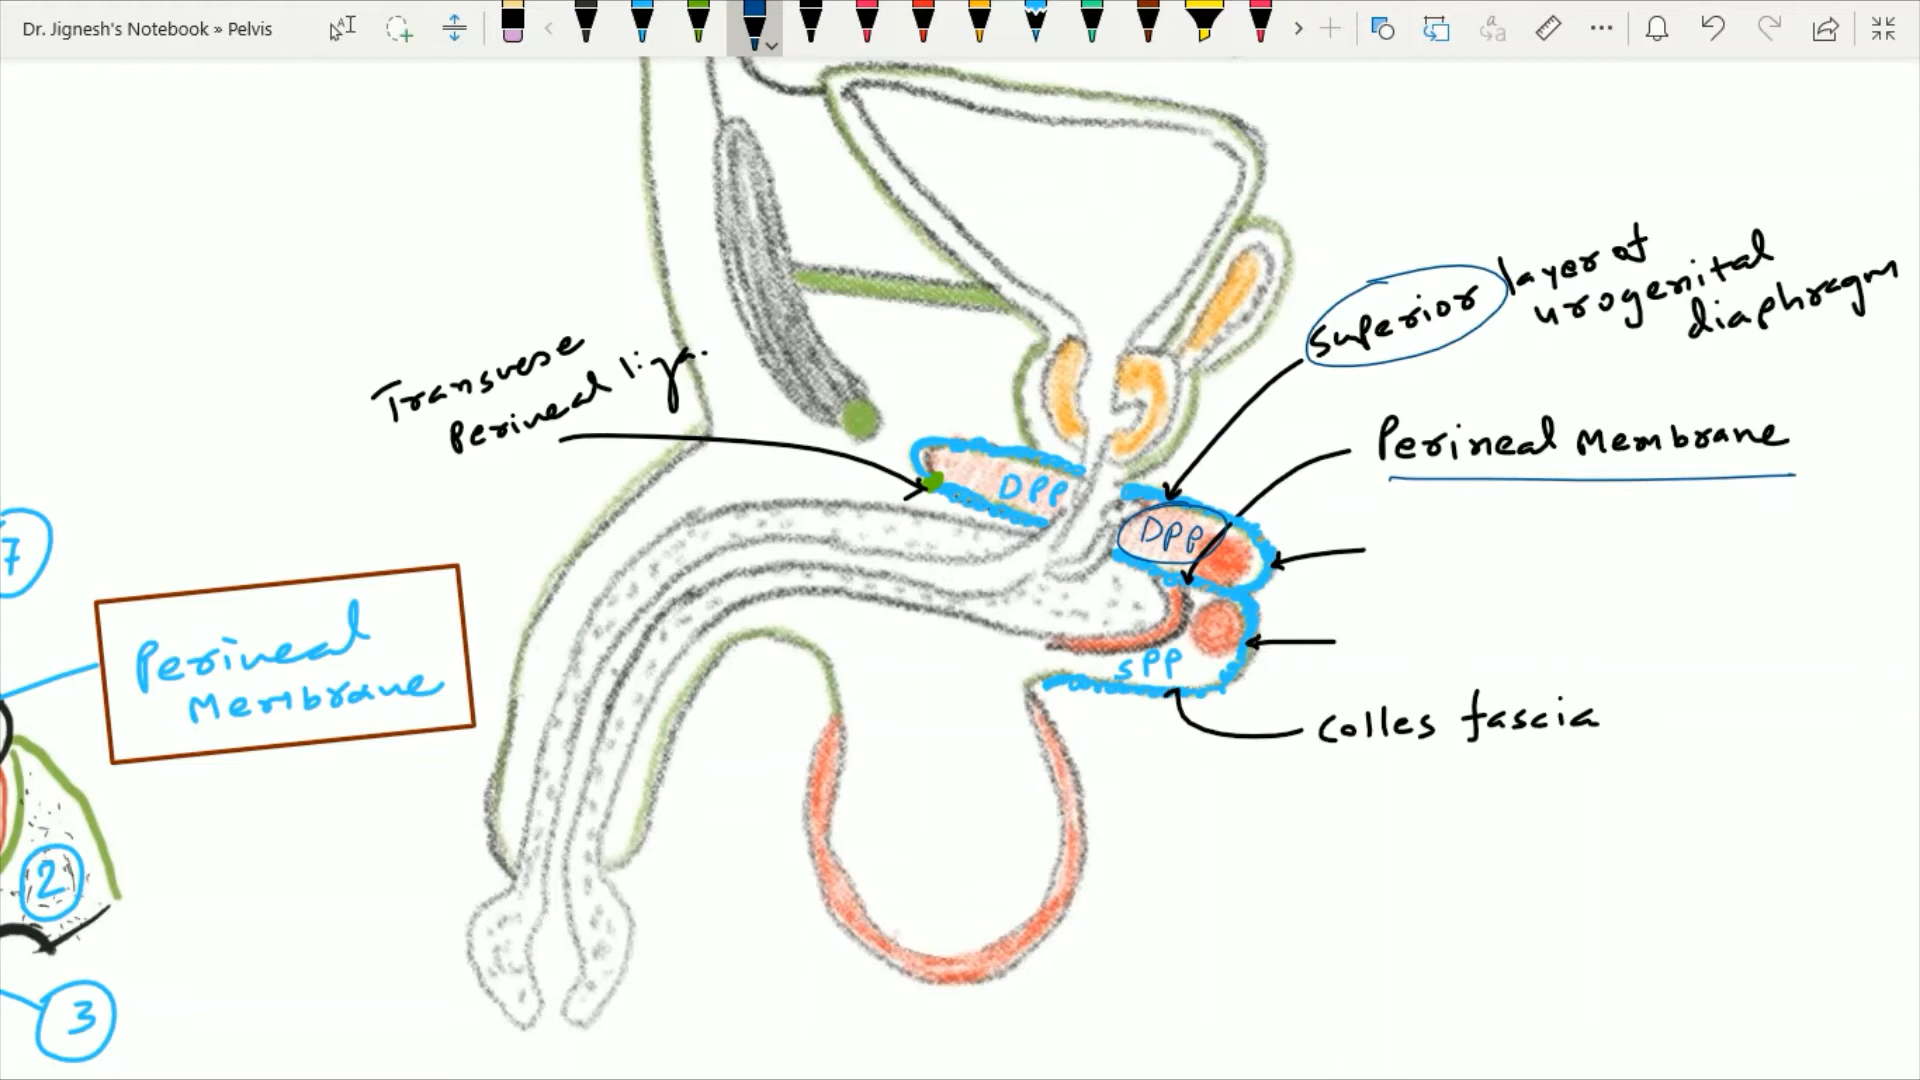 Dr. Jignesh's Notebook » Pelvis
superior layer of
urogenital
diaphragm
Transvese
Perineal liga.
Perineal Membrane
DPP
DPP
7
Perineal
Membrane
SPP
Colles fascia
2
3